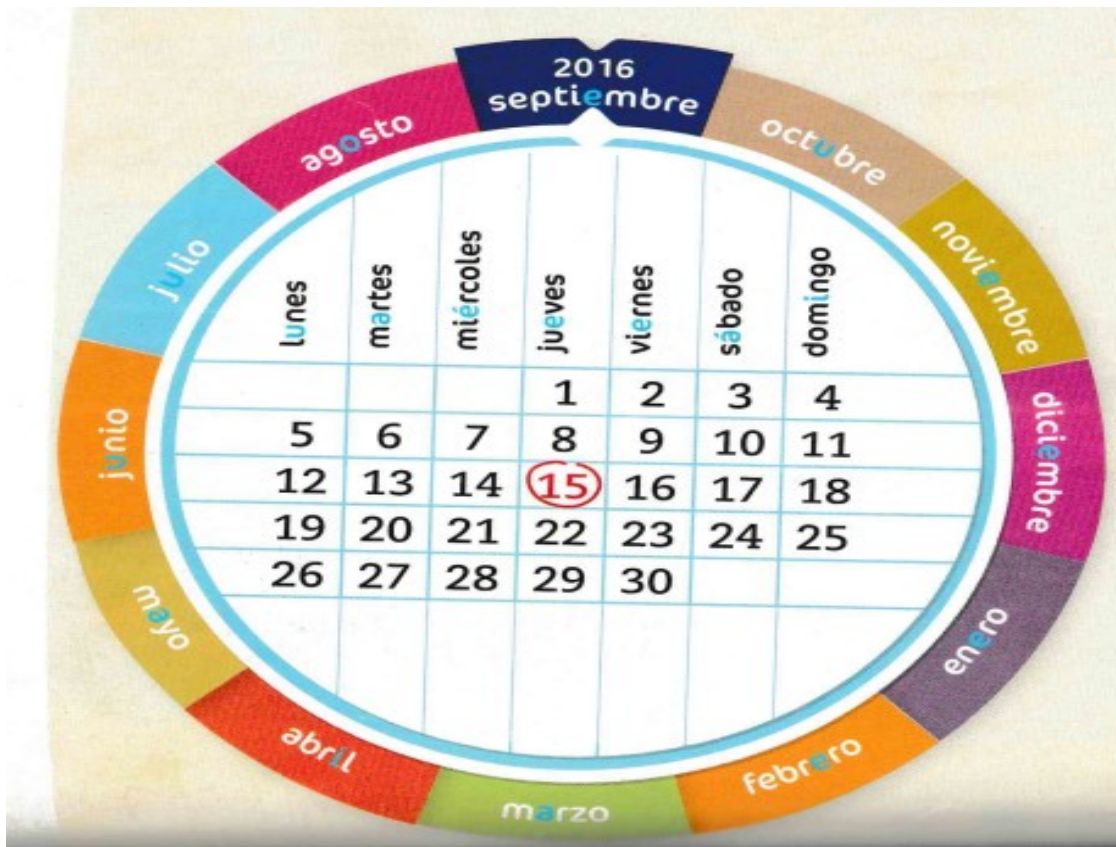 2016
septiembre
octubre
noviembre
diciembre
enero
febrero
marzo
abril
mayo
junio
julio
agosto
lunes martes miércoles jueves viernes sábado domingo
1 2 3 4
5 6 7 8 9 10 11
12 13 14 15 16 17 18
19 20 21 22 23 24 25
26 27 28 29 30